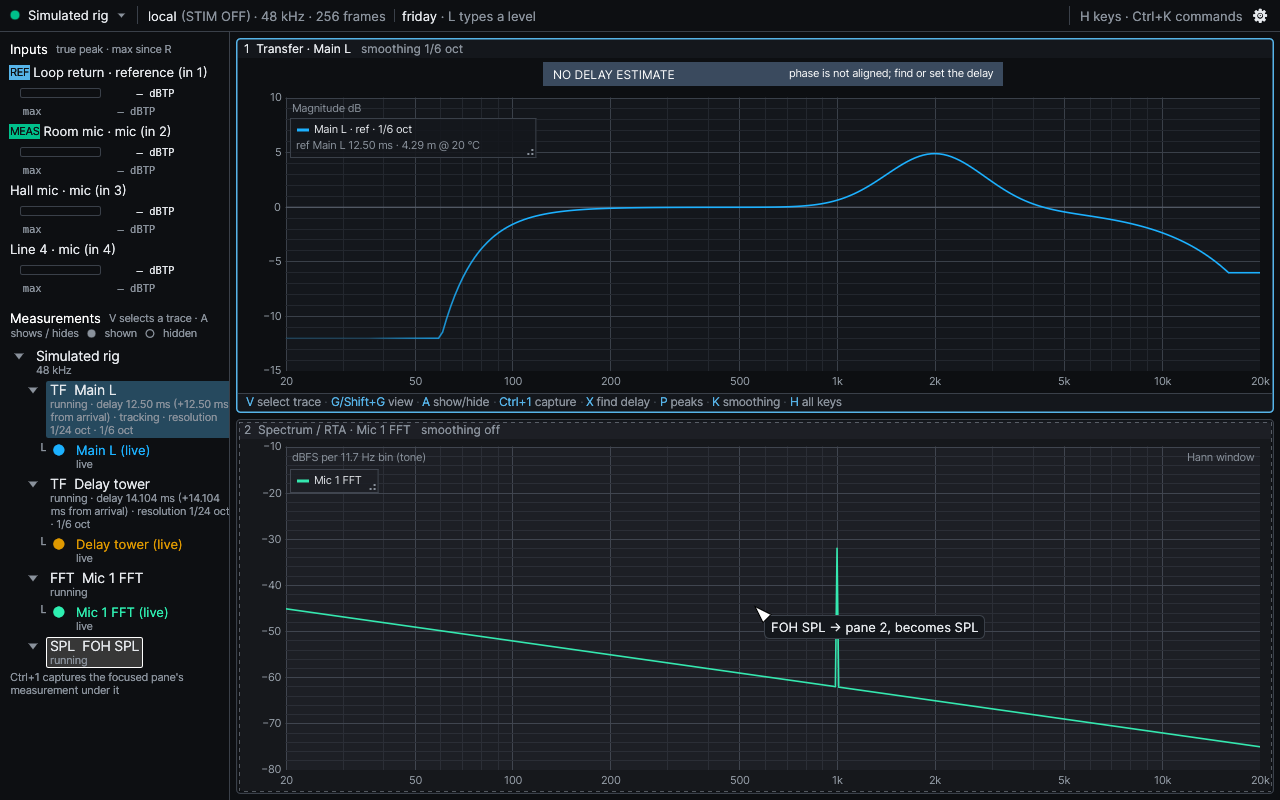 Simulated rig
local (STIM OFF) · 48 kHz · 256 frames
friday · L types a level
H keys · Ctrl+K commands
Inputs true peak · max since R
REF Loop return · reference (in 1)
– dBTP
max – dBTP
MEAS Room mic · mic (in 2)
– dBTP
max – dBTP
Hall mic · mic (in 3)
– dBTP
max – dBTP
Line 4 · mic (in 4)
– dBTP
max – dBTP
Measurements V selects a trace · A
shows / hides shown hidden
Simulated rig
48 kHz
TF Main L
running · delay 12.50 ms (+12.50 ms
from arrival) · tracking · resolution
1/24 oct · 1/6 oct
Main L (live)
live
TF Delay tower
running · delay 14.104 ms (+14.104
ms from arrival) · resolution 1/24 oct
· 1/6 oct
Delay tower (live)
live
FFT Mic 1 FFT
running
Mic 1 FFT (live)
live
SPL FOH SPL
running
Ctrl+1 captures the focused pane's
measurement under it
1 Transfer · Main L smoothing 1/6 oct
NO DELAY ESTIMATE phase is not aligned; find or set the delay
Magnitude dB
Main L · ref · 1/6 oct
ref Main L 12.50 ms · 4.29 m @ 20 °C
10
5
0
−5
−10
−15
20 50 100 200 500 1k 2k 5k 10k 20k
V select trace · G/Shift+G view · A show/hide · Ctrl+1 capture · X find delay · P peaks · K smoothing · H all keys
2 Spectrum / RTA · Mic 1 FFT smoothing off
dBFS per 11.7 Hz bin (tone)
Hann window
Mic 1 FFT
−10
−20
−30
−40
−50
−60
−70
−80
FOH SPL → pane 2, becomes SPL
20 50 100 200 500 1k 2k 5k 10k 20k